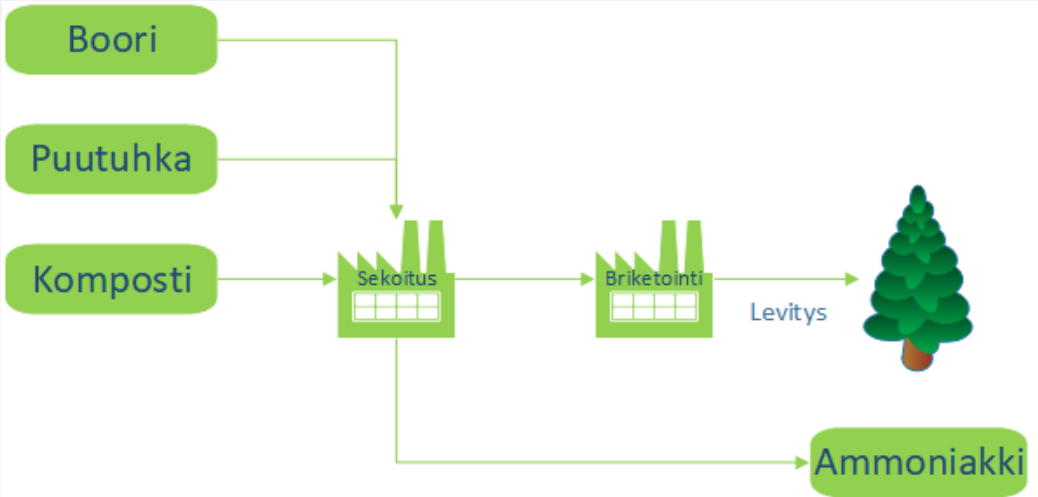 Boori
Puutuhka
Komposti
Sekoitus
Briketointi
Levitys
Ammoniakki